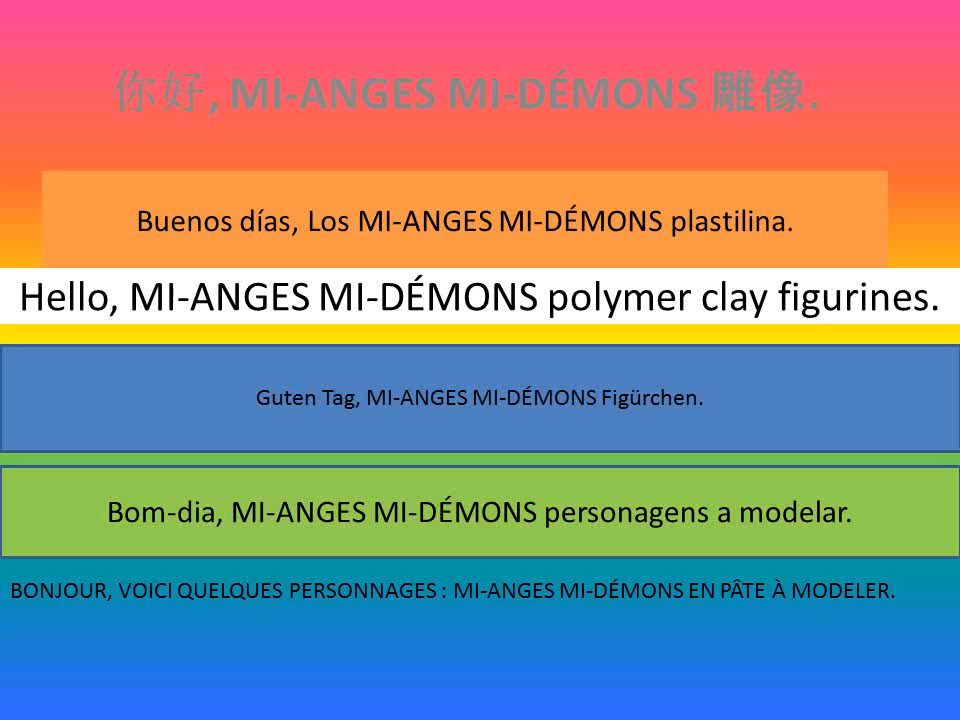 你好, MI-ANGES MI-DÉMONS 雕像.
Buenos días, Los MI-ANGES MI-DÉMONS plastilina.
Hello, MI-ANGES MI-DÉMONS polymer clay figurines.
Guten Tag, MI-ANGES MI-DÉMONS Figürchen.
Bom-dia, MI-ANGES MI-DÉMONS personagens a modelar.
BONJOUR, VOICI QUELQUES PERSONNAGES : MI-ANGES MI-DÉMONS EN PÂTE À MODELER.